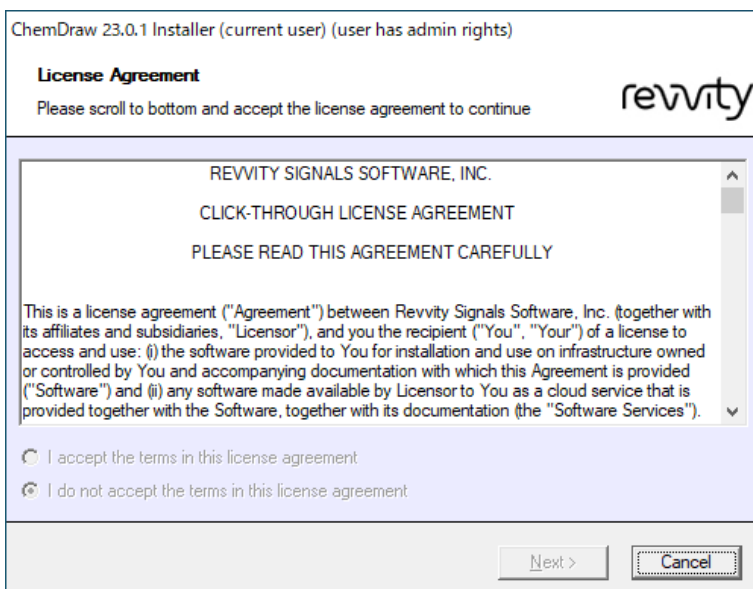 ChemDraw 23.0.1 Installer (current user) (user has admin rights)
License Agreement
Please scroll to bottom and accept the license agreement to continue
revvity
REVVITY SIGNALS SOFTWARE, INC.
CLICK-THROUGH LICENSE AGREEMENT
PLEASE READ THIS AGREEMENT CAREFULLY
This is a license agreement ("Agreement") between Revvity Signals Software, Inc. (together with
its affiliates and subsidiaries, "Licensor"), and you the recipient ("You", "Your") of a license to
access and use: (i) the software provided to You for installation and use on infrastructure owned
or controlled by You and accompanying documentation with which this Agreement is provided
("Software") and (ii) any software made available by Licensor to You as a cloud service that is
provided together with the Software, together with its documentation (the "Software Services").
I accept the terms in this license agreement
I do not accept the terms in this license agreement
Next >
Cancel